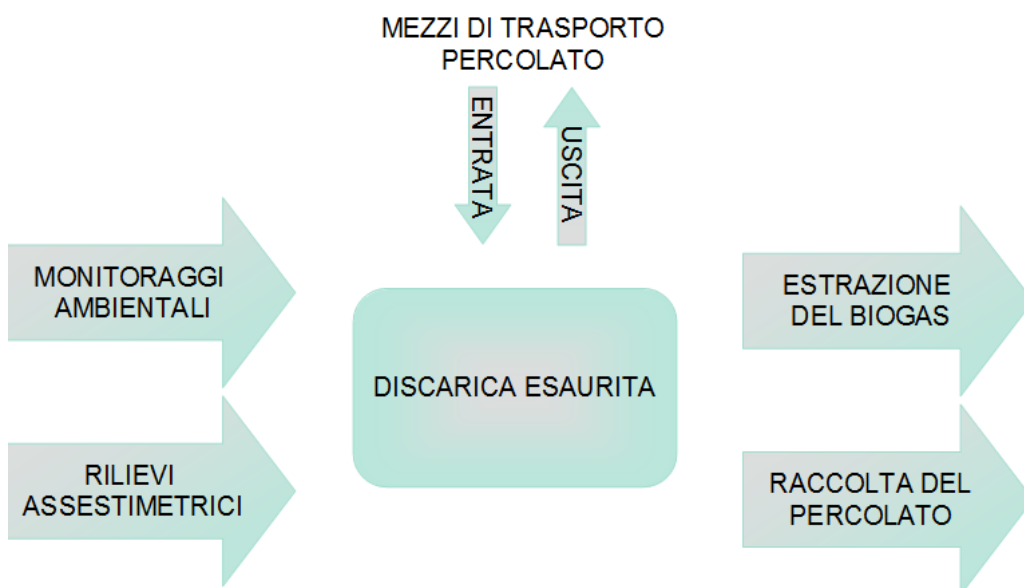 MEZZI DI TRASPORTO
PERCOLATO
ENTRATA
USCITA
MONITORAGGI
AMBIENTALI
ESTRAZIONE
DEL BIOGAS
DISCARICA ESAURITA
RILIEVI
ASSESTIMETRICI
RACCOLTA DEL
PERCOLATO